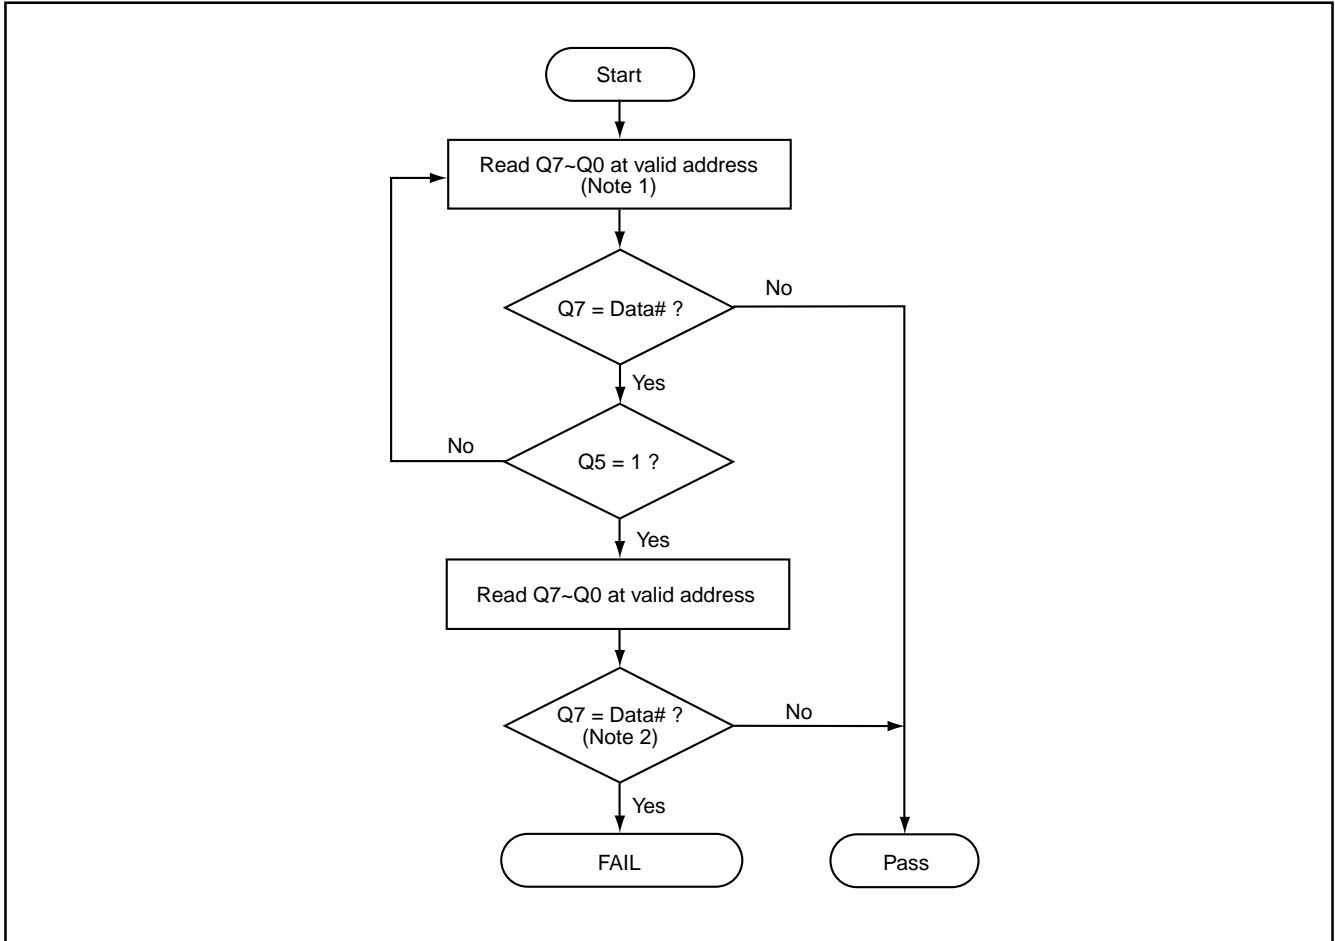 Start
Read Q7~Q0 at valid address
(Note 1)
Q7 = Data# ?
No
Yes
No
Q5 = 1 ?
Yes
Read Q7~Q0 at valid address
Q7 = Data# ?
(Note 2)
No
Yes
FAIL
Pass